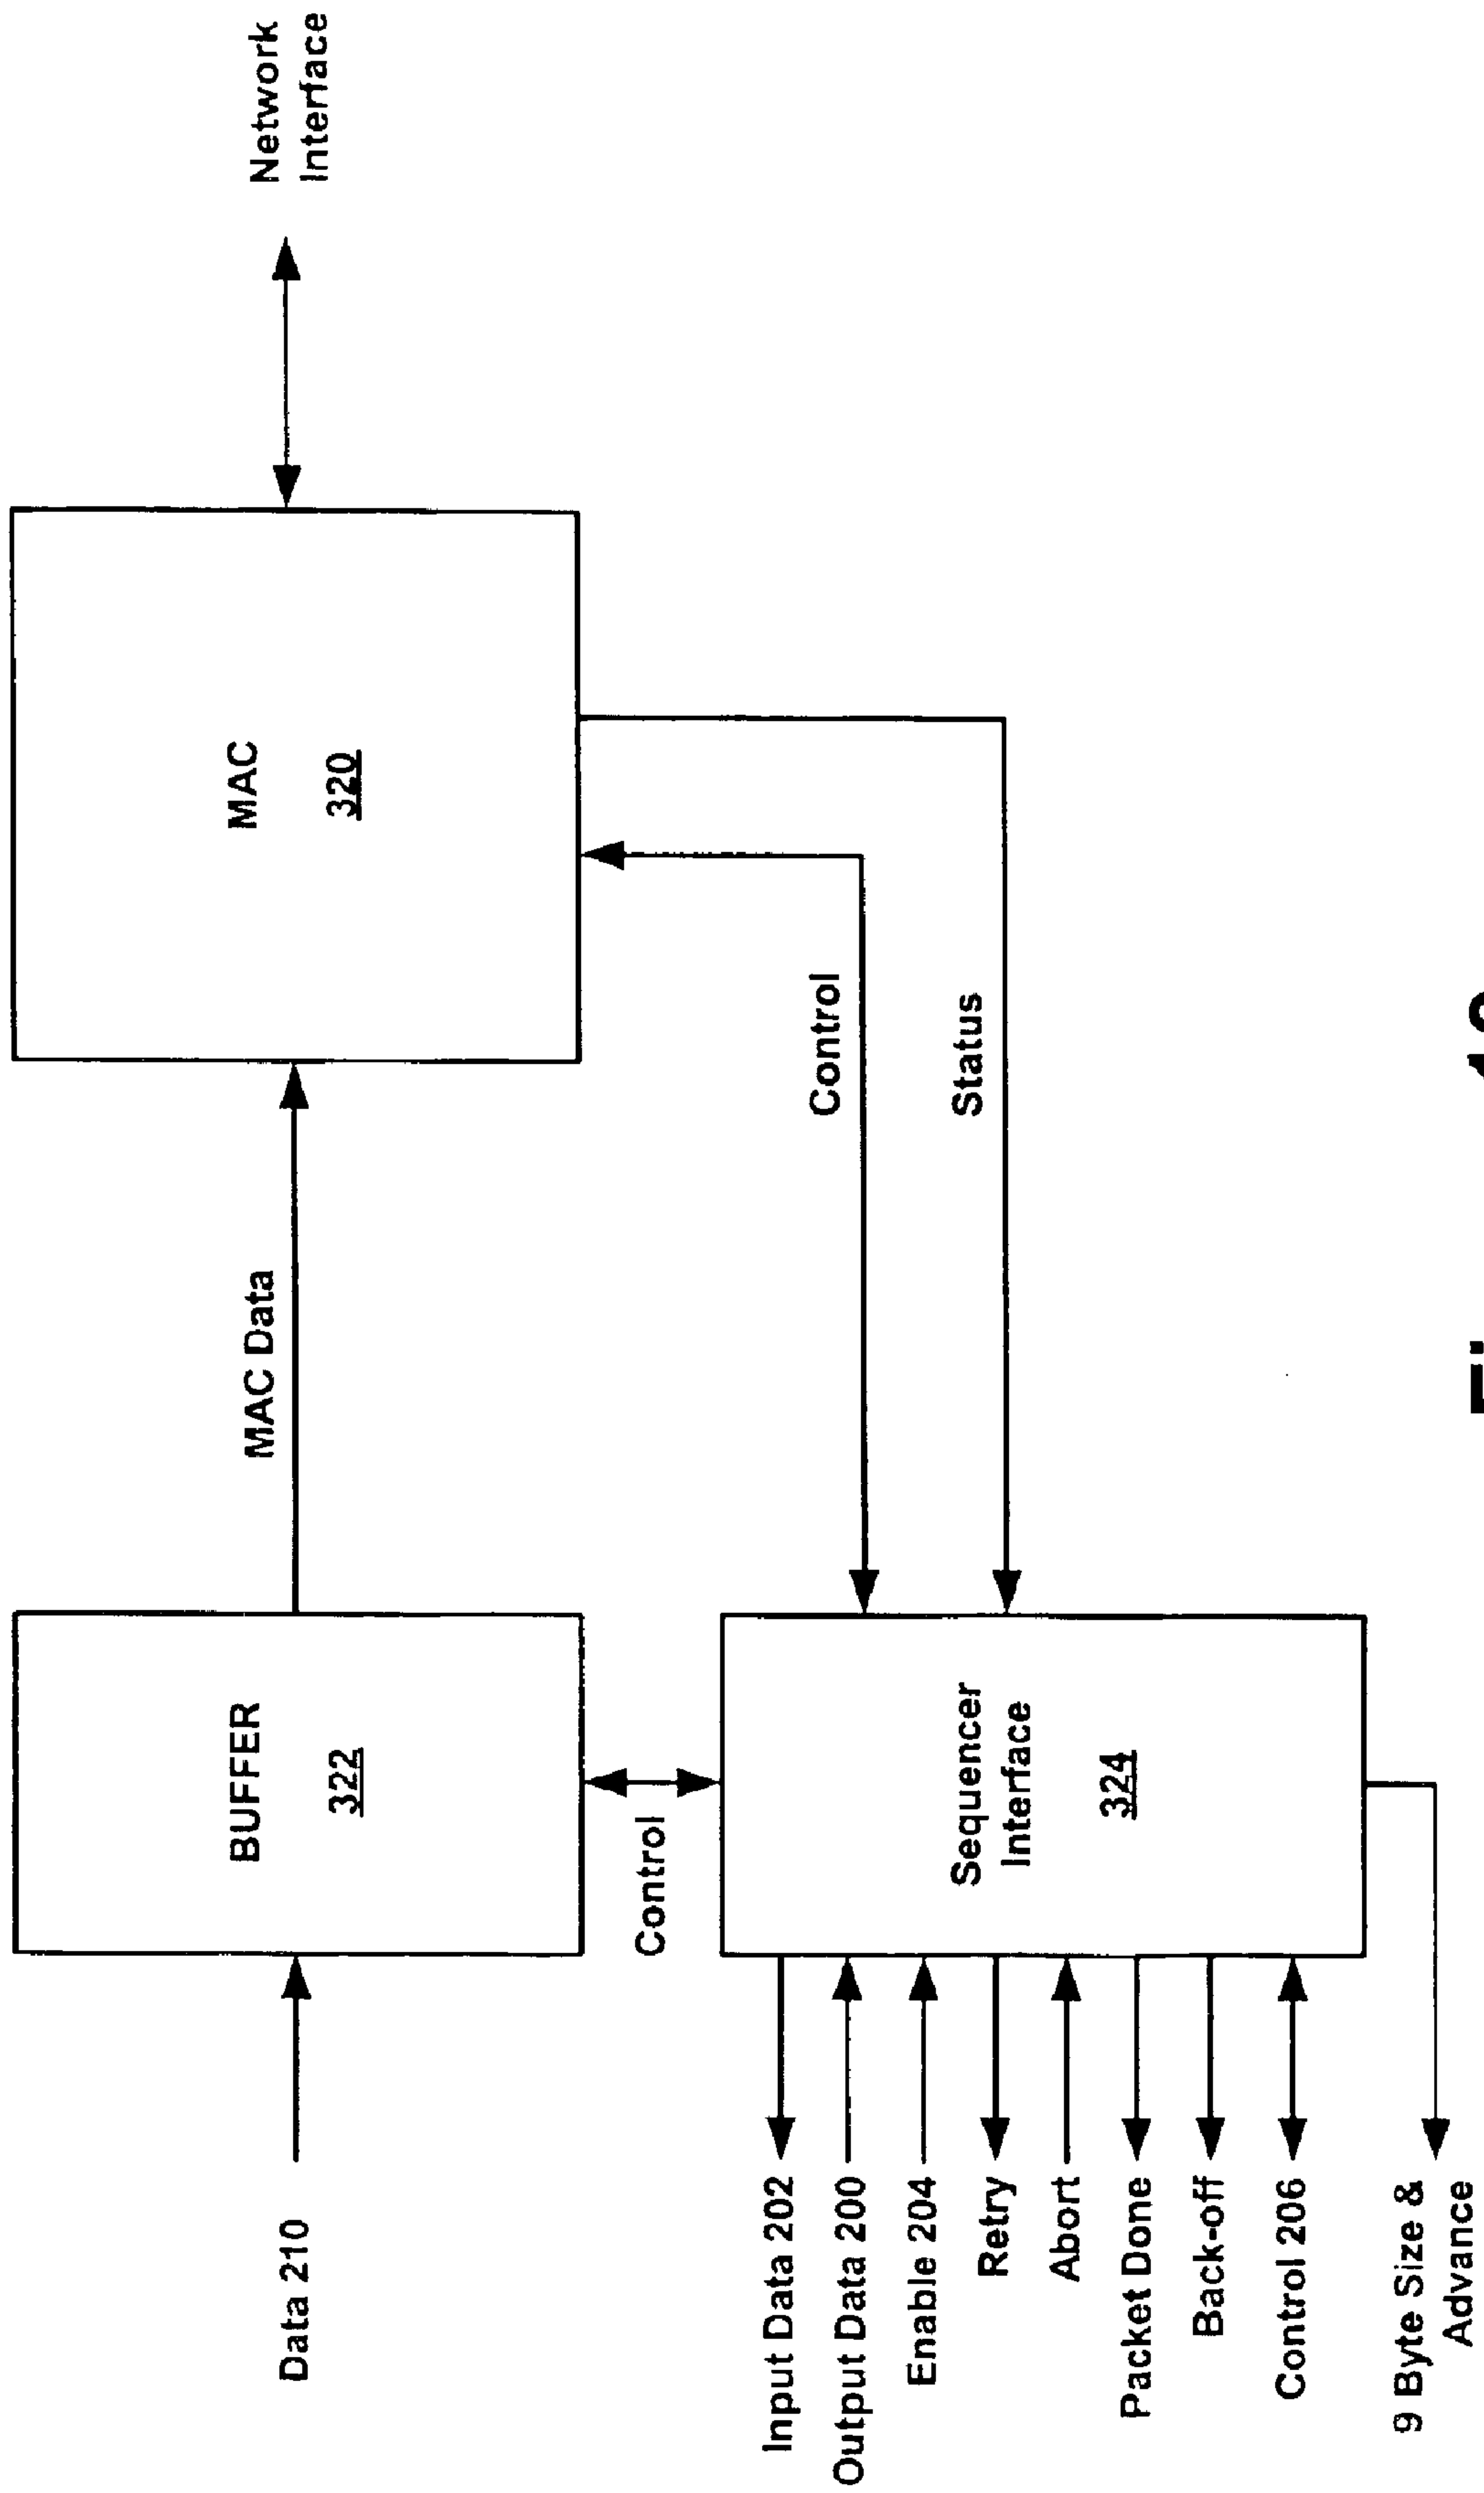 Network
Interface
MAC
320
MAC Data
Control
Status
BUFFER
322
Control
Sequencer
Interface
324
Data 210
Input Data 202
Output Data 200
Enable 204
Retry
Abort
Packet Done
Back-off
Control 206
9 Byte Size &
Advance